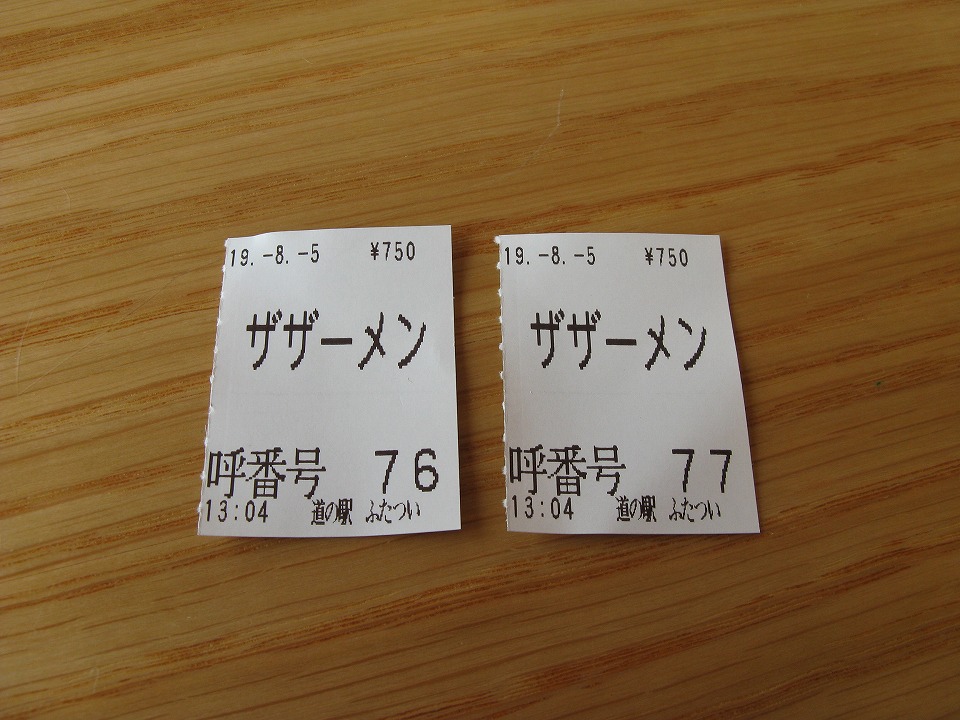 19.-8.-5 ¥750
ザザーメン
呼番号 76
13:04 道の駅 ふたつい
19.-8.-5 ¥750
ザザーメン
呼番号 77
13:04 道の駅 ふたつい